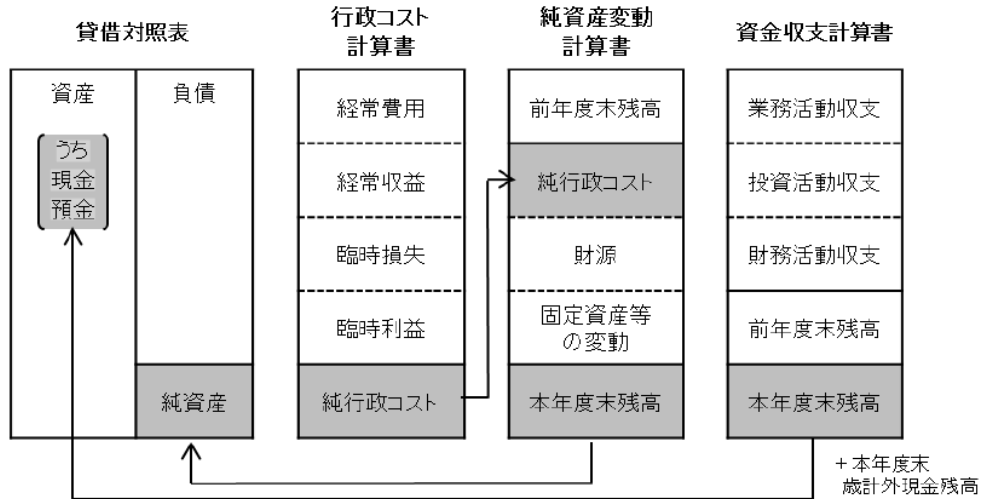 貸借対照表
資産
負債
うち
現金
預金
純資産
行政コスト
計算書
経常費用
経常収益
臨時損失
臨時利益
純行政コスト
純資産変動
計算書
前年度末残高
純行政コスト
財源
固定資産等
の変動
本年度末残高
資金収支計算書
業務活動収支
投資活動収支
財務活動収支
前年度末残高
本年度末残高
+本年度末
歳計外現金残高